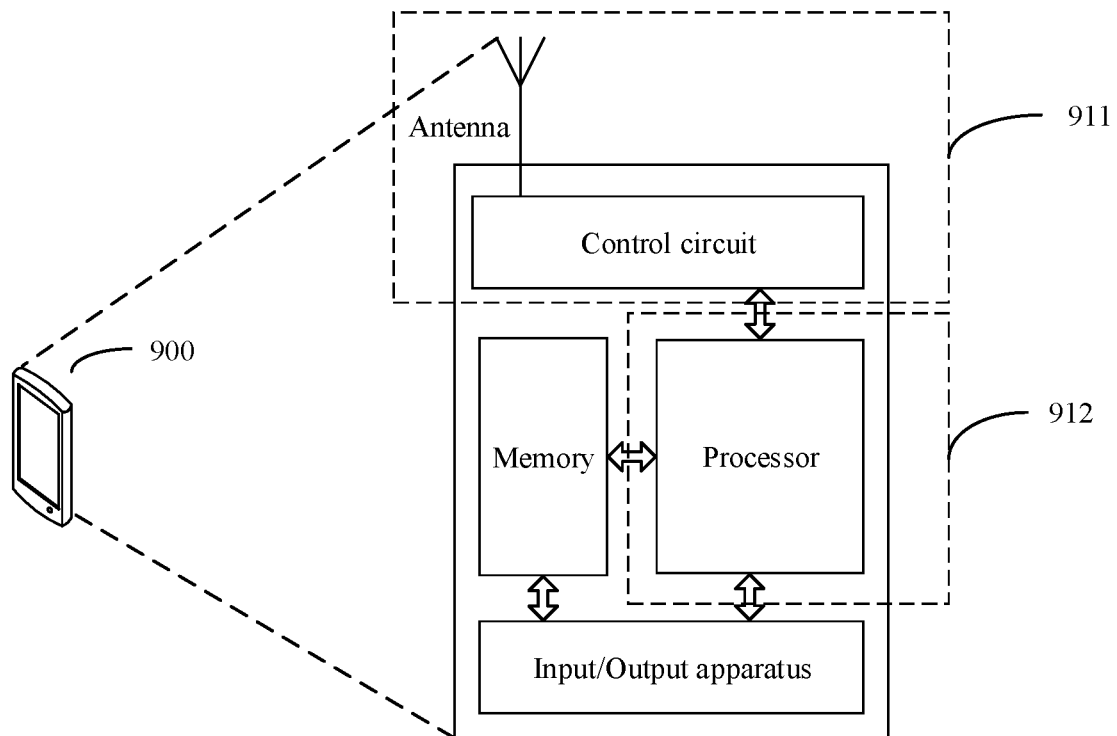 Antenna
911
Control circuit
900
912
Memory
Processor
Input/Output apparatus